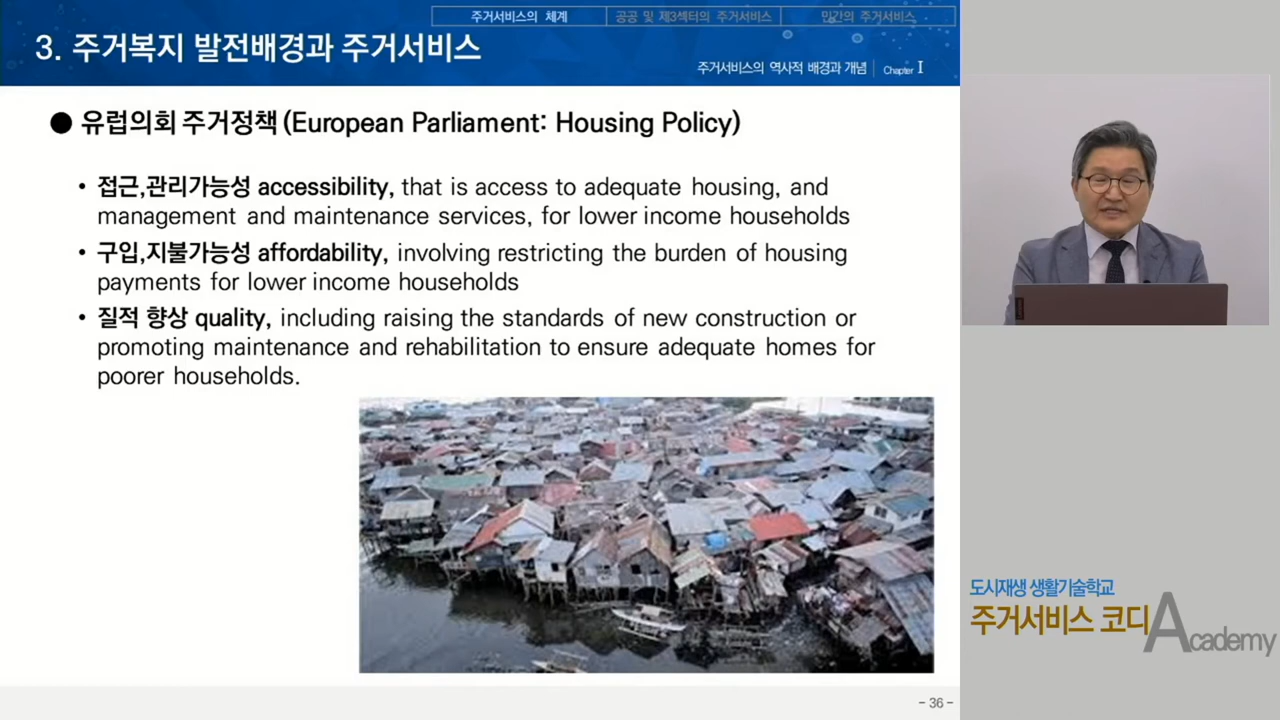 주거서비스의 체계
공공 및 제3섹터의 주거서비스
민간의 주거서비스
3. 주거복지 발전배경과 주거서비스
주거서비스의 역사적 배경과 개념 | Chapter I
● 유럽의회 주거정책 (European Parliament: Housing Policy)
• 접근,관리가능성 accessibility, that is access to adequate housing, and
management and maintenance services, for lower income households
• 구입,지불가능성 affordability, involving restricting the burden of housing
payments for lower income households
• 질적 향상 quality, including raising the standards of new construction or
promoting maintenance and rehabilitation to ensure adequate homes for
poorer households.
도시재생 생활기술학교
주거서비스 코디 Academy
- 36 -